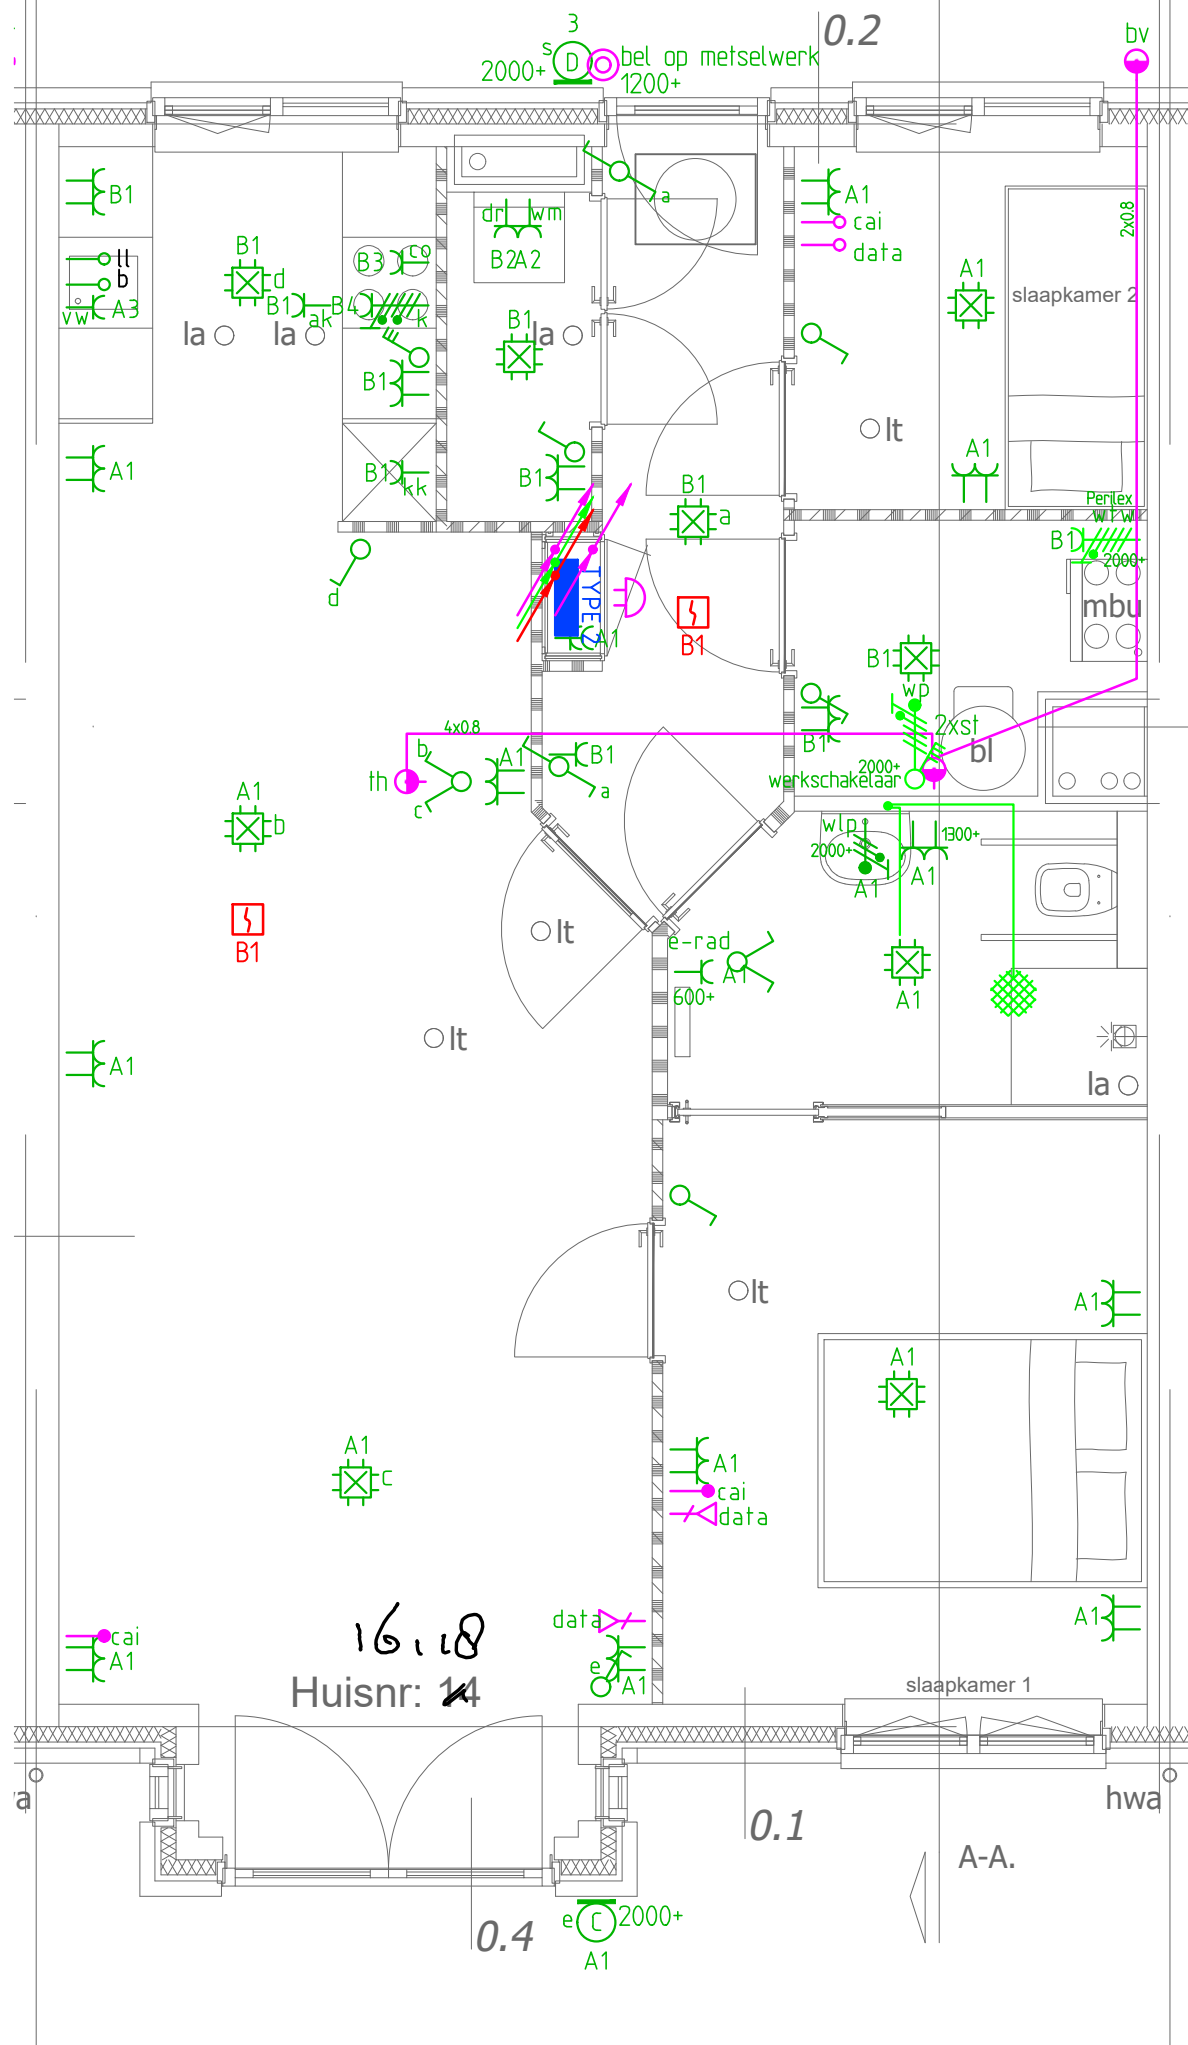 3
0.2
bv
s
D
bel op metselwerk
2000+
1200+
B1
a
dr
wm
A1
cai
data
2x0.8
B2
A2
ll
b
vw
A3
B1
d
B3
co
B1
ak
B4
k
A1
slaapkamer 2
la
la
B1
la
B1
lt
A1
B1
kk
B1
A1
B1
a
Perilex
wtw
B1
2000+
d
TYPE 2
A1
B1
mbu
B1
wp
2xst
bl
B1
4x0.8
b
th
c
A1
B1
a
2000+
werkschakelaar
A1
b
wlp
2000+
A1
1300+
A1
B1
lt
e-rad
A1
600+
A1
lt
A1
la
lt
A1
A1
A1
c
A1
cai
data
data
A1
cai
A1
e
A1
16,18
Huisnr: 14
slaapkamer 1
hwa
0.1
A-A.
0.4
e
C
2000+
A1